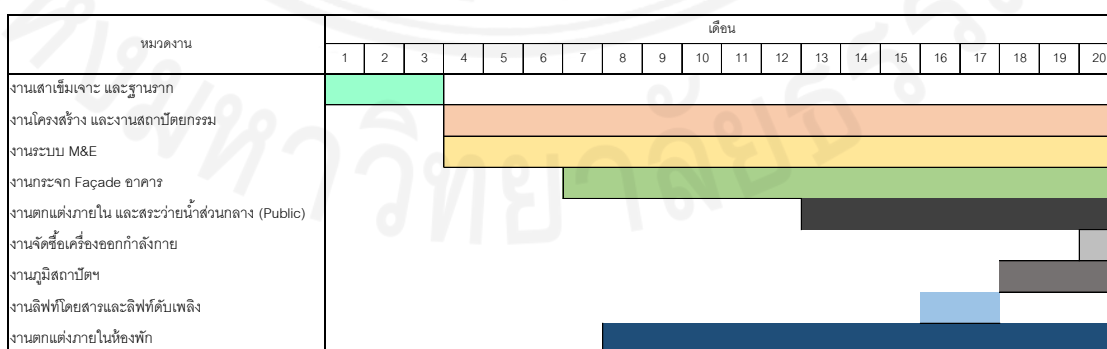 หมวดงาน
เดือน
1 2 3 4 5 6 7 8 9 10 11 12 13 14 15 16 17 18 19 20
งานเสาเข็มเจาะ และฐานราก
งานโครงสร้าง และงานสถาปัตยกรรม
งานระบบ M&E
งานกระจก Façade อาคาร
งานตกแต่งภายใน และสระว่ายน้ำส่วนกลาง (Public)
งานจัดซื้อเครื่องออกกำลังกาย
งานภูมิสถาปัตฯ
งานลิฟท์โดยสารและลิฟท์ดับเพลิง
งานตกแต่งภายในห้องพัก